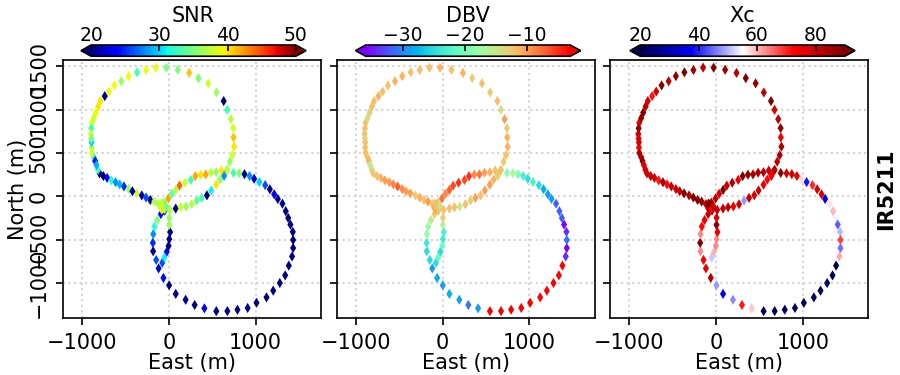 SNR DBV Xc
20 30 40 50 −30 −20 −10 20 40 60 80
1500
1000
500
0
−500
−1000
North (m)
IR5211
−1000 0 1000 −1000 0 1000 −1000 0 1000
East (m) East (m) East (m)